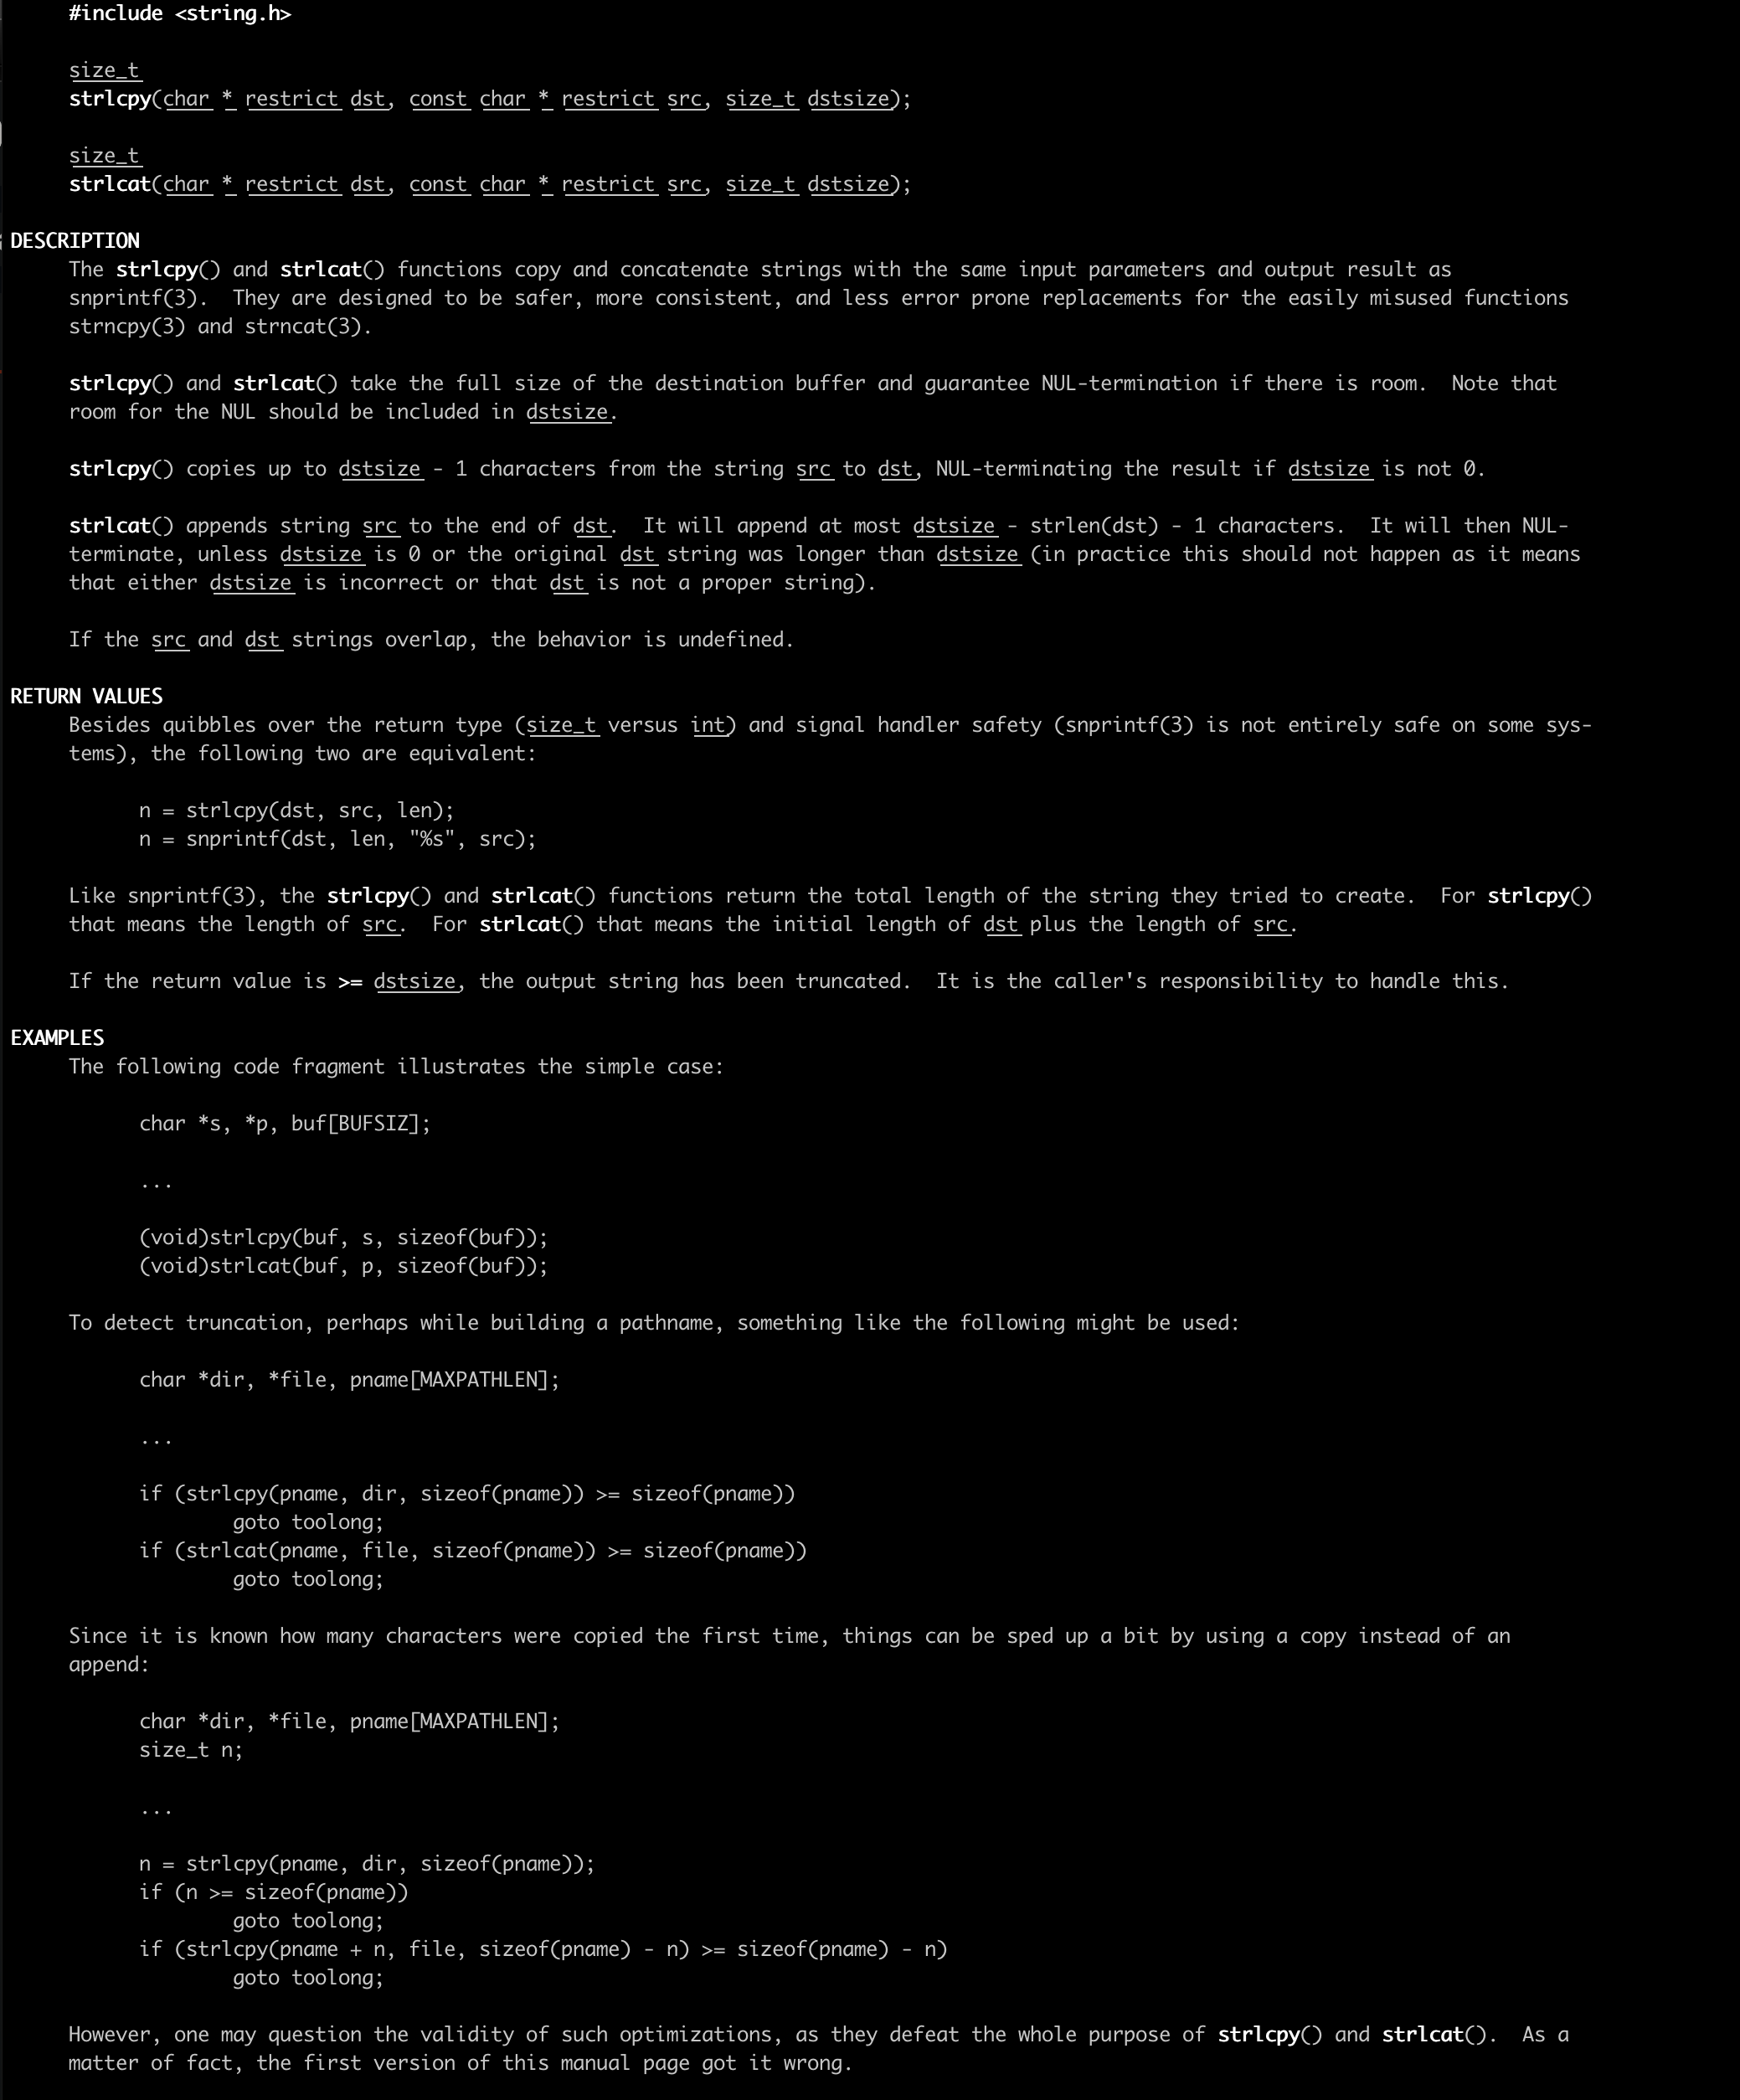 #include <string.h>
size_t
strlcpy(char * restrict dst, const char * restrict src, size_t dstsize);
size_t
strlcat(char * restrict dst, const char * restrict src, size_t dstsize);
DESCRIPTION
The strlcpy() and strlcat() functions copy and concatenate strings with the same input parameters and output result as
snprintf(3).  They are designed to be safer, more consistent, and less error prone replacements for the easily misused functions
strncpy(3) and strncat(3).
strlcpy() and strlcat() take the full size of the destination buffer and guarantee NUL-termination if there is room.  Note that
room for the NUL should be included in dstsize.
strlcpy() copies up to dstsize - 1 characters from the string src to dst, NUL-terminating the result if dstsize is not 0.
strlcat() appends string src to the end of dst.  It will append at most dstsize - strlen(dst) - 1 characters.  It will then NUL-
terminate, unless dstsize is 0 or the original dst string was longer than dstsize (in practice this should not happen as it means
that either dstsize is incorrect or that dst is not a proper string).
If the src and dst strings overlap, the behavior is undefined.
RETURN VALUES
Besides quibbles over the return type (size_t versus int) and signal handler safety (snprintf(3) is not entirely safe on some sys-
tems), the following two are equivalent:
n = strlcpy(dst, src, len);
n = snprintf(dst, len, "%s", src);
Like snprintf(3), the strlcpy() and strlcat() functions return the total length of the string they tried to create.  For strlcpy()
that means the length of src.  For strlcat() that means the initial length of dst plus the length of src.
If the return value is >= dstsize, the output string has been truncated.  It is the caller's responsibility to handle this.
EXAMPLES
The following code fragment illustrates the simple case:
char *s, *p, buf[BUFSIZ];
...
(void)strlcpy(buf, s, sizeof(buf));
(void)strlcat(buf, p, sizeof(buf));
To detect truncation, perhaps while building a pathname, something like the following might be used:
char *dir, *file, pname[MAXPATHLEN];
...
if (strlcpy(pname, dir, sizeof(pname)) >= sizeof(pname))
goto toolong;
if (strlcat(pname, file, sizeof(pname)) >= sizeof(pname))
goto toolong;
Since it is known how many characters were copied the first time, things can be sped up a bit by using a copy instead of an
append:
char *dir, *file, pname[MAXPATHLEN];
size_t n;
...
n = strlcpy(pname, dir, sizeof(pname));
if (n >= sizeof(pname))
goto toolong;
if (strlcpy(pname + n, file, sizeof(pname) - n) >= sizeof(pname) - n)
goto toolong;
However, one may question the validity of such optimizations, as they defeat the whole purpose of strlcpy() and strlcat().  As a
matter of fact, the first version of this manual page got it wrong.